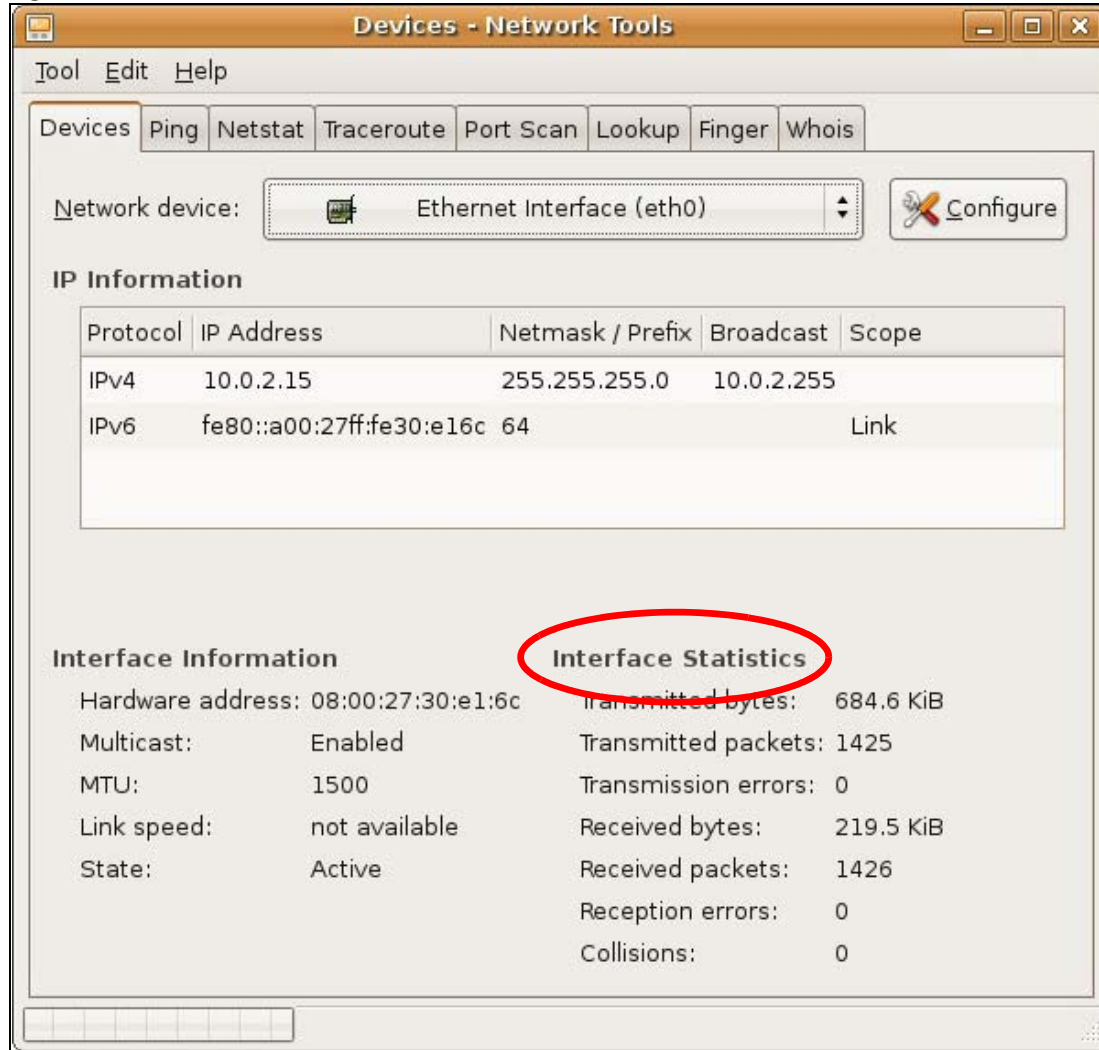 Devices - Network Tools
Tool Edit Help
Devices Ping Netstat Traceroute Port Scan Lookup Finger Whois
Network device: Ethernet Interface (eth0) Configure
IP Information
Protocol IP Address Netmask / Prefix Broadcast Scope
IPv4 10.0.2.15 255.255.255.0 10.0.2.255
IPv6 fe80::a00:27ff:fe30:e16c 64 Link
Interface Information
Hardware address: 08:00:27:30:e1:6c
Multicast: Enabled
MTU: 1500
Link speed: not available
State: Active
Interface Statistics
Transmitted bytes: 684.6 KiB
Transmitted packets: 1425
Transmission errors: 0
Received bytes: 219.5 KiB
Received packets: 1426
Reception errors: 0
Collisions: 0